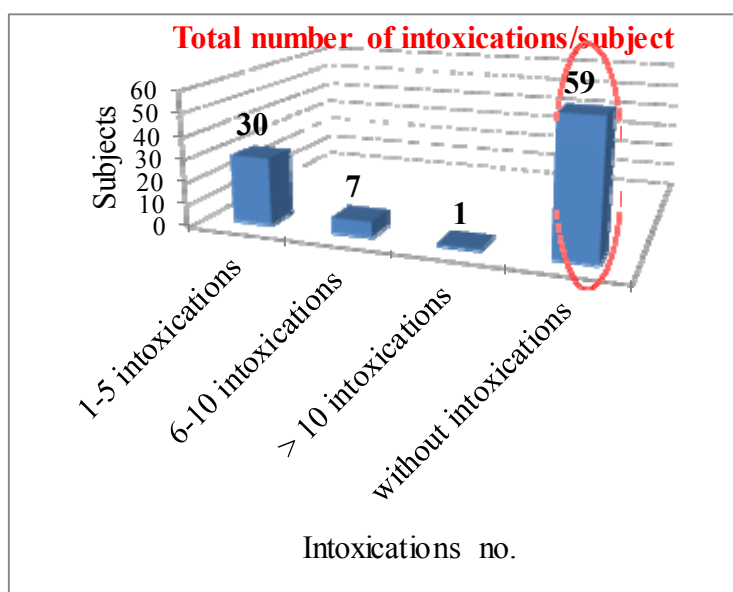 Total number of intoxications/subject
59
60
50
40
30
20
10
0
Subjects
30
7
1
1-5 intoxications
6-10 intoxications
> 10 intoxications
without intoxications
Intoxications no.